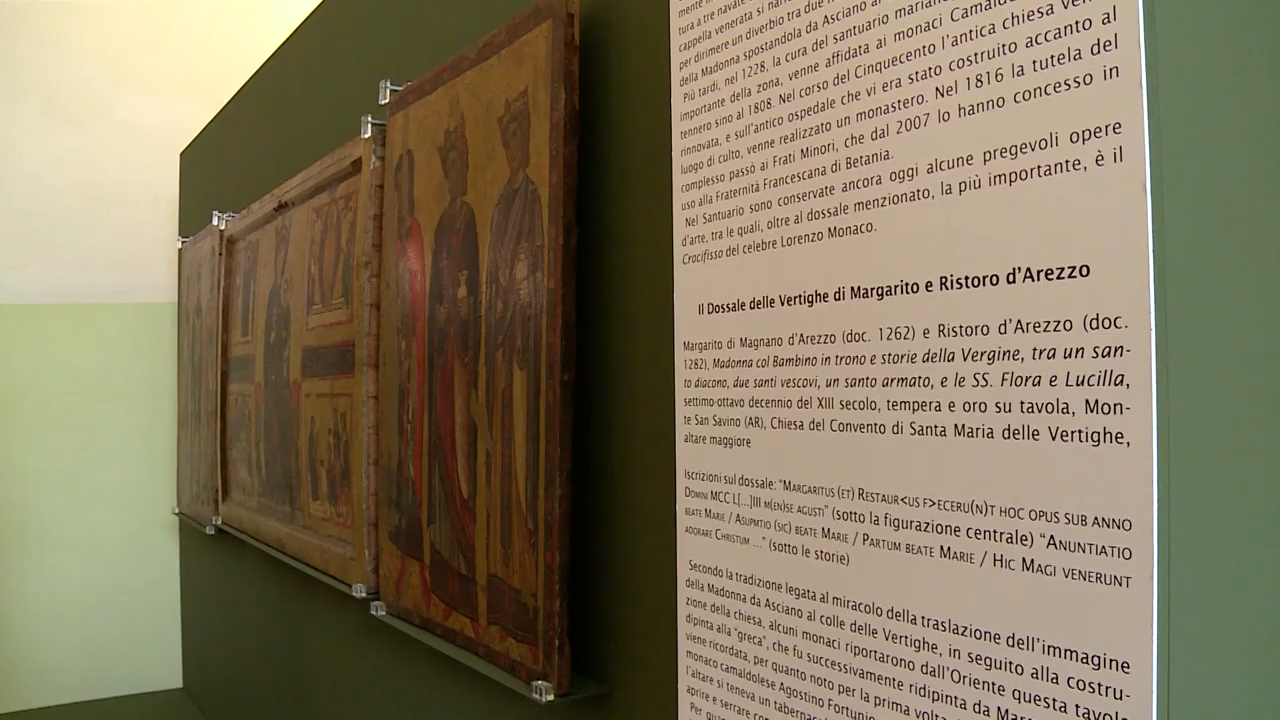 mente in
tura a tre navate
cappella venerata si
per dirimere un diverbio tra due
della Madonna spostandola da Asciano
Più tardi, nel 1228, la cura del santuario
importante della zona, venne affidata ai monaci
tennero sino al 1808. Nel corso del Cinquecento l'antica chiesa
rinnovata, e sull'antico ospedale che vi era stato costruito accanto al
luogo di culto, venne realizzato un monastero. Nel 1816 la tutela del
complesso passò ai Frati Minori, che dal 2007 lo hanno concesso in
uso alla Fraternità Francescana di Betania.
Nel Santuario sono conservate ancora oggi alcune pregevoli opere
d'arte, tra le quali, oltre al dossale menzionato, la più importante, è il
Crocifisso del celebre Lorenzo Monaco.
Il Dossale delle Vertighe di Margarito e Ristoro d'Arezzo
Margarito di Magnano d'Arezzo (doc. 1262) e Ristoro d'Arezzo (doc.
1282), Madonna col Bambino in trono e storie della Vergine, tra un san-
to diacono, due santi vescovi, un santo armato, e le SS. Flora e Lucilla,
settimo-ottavo decennio del XIII secolo, tempera e oro su tavola, Mon-
te San Savino (AR), Chiesa del Convento di Santa Maria delle Vertighe,
altare maggiore
Iscrizioni sul dossale: "MARGARITUS (ET) RESTAUR<US F>ECERU(N)T HOC OPUS SUB ANNO
DOMINI MCC L[...]III M(EN)SE AGUSTI" (sotto la figurazione centrale) "ANUNTIATIO
BEATE MARIE / ASUPMTIO (SIC) BEATE MARIE / PARTUM BEATE MARIE / HIC MAGI VENERUNT
ADORARE CHRISTUM ..." (sotto le storie)
Secondo la tradizione legata al miracolo della traslazione dell'immagine
della Madonna da Asciano al colle delle Vertighe, in seguito alla costru-
zione della chiesa, alcuni monaci riportarono dall'Oriente questa tavola
dipinta alla "greca", che fu successivamente ridipinta da
viene ricordata, per quanto noto per la prima volta
monaco camaldolese Agostino
l'altare si teneva un
aprire e serrare
Per